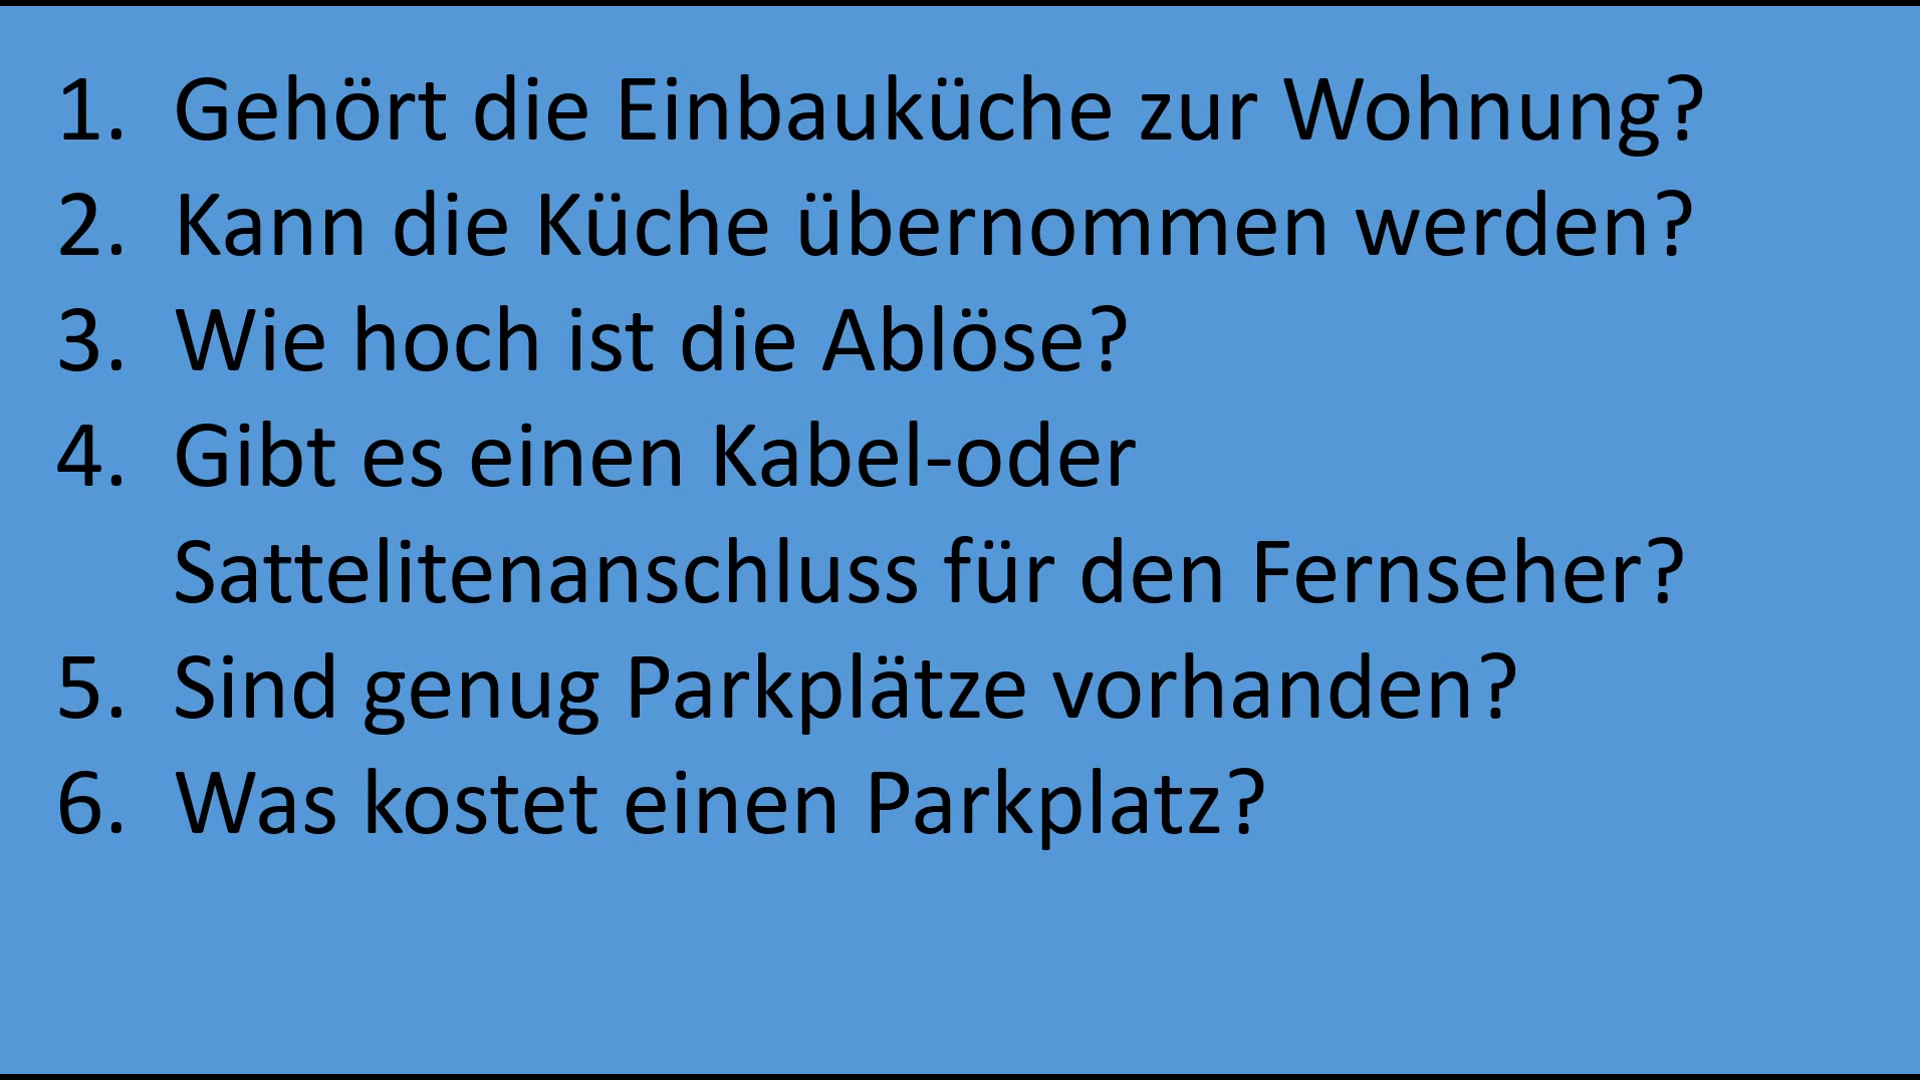 1. Gehört die Einbauküche zur Wohnung?
2. Kann die Küche übernommen werden?
3. Wie hoch ist die Ablöse?
4. Gibt es einen Kabel-oder
Sattelitenanschluss für den Fernseher?
5. Sind genug Parkplätze vorhanden?
6. Was kostet einen Parkplatz?